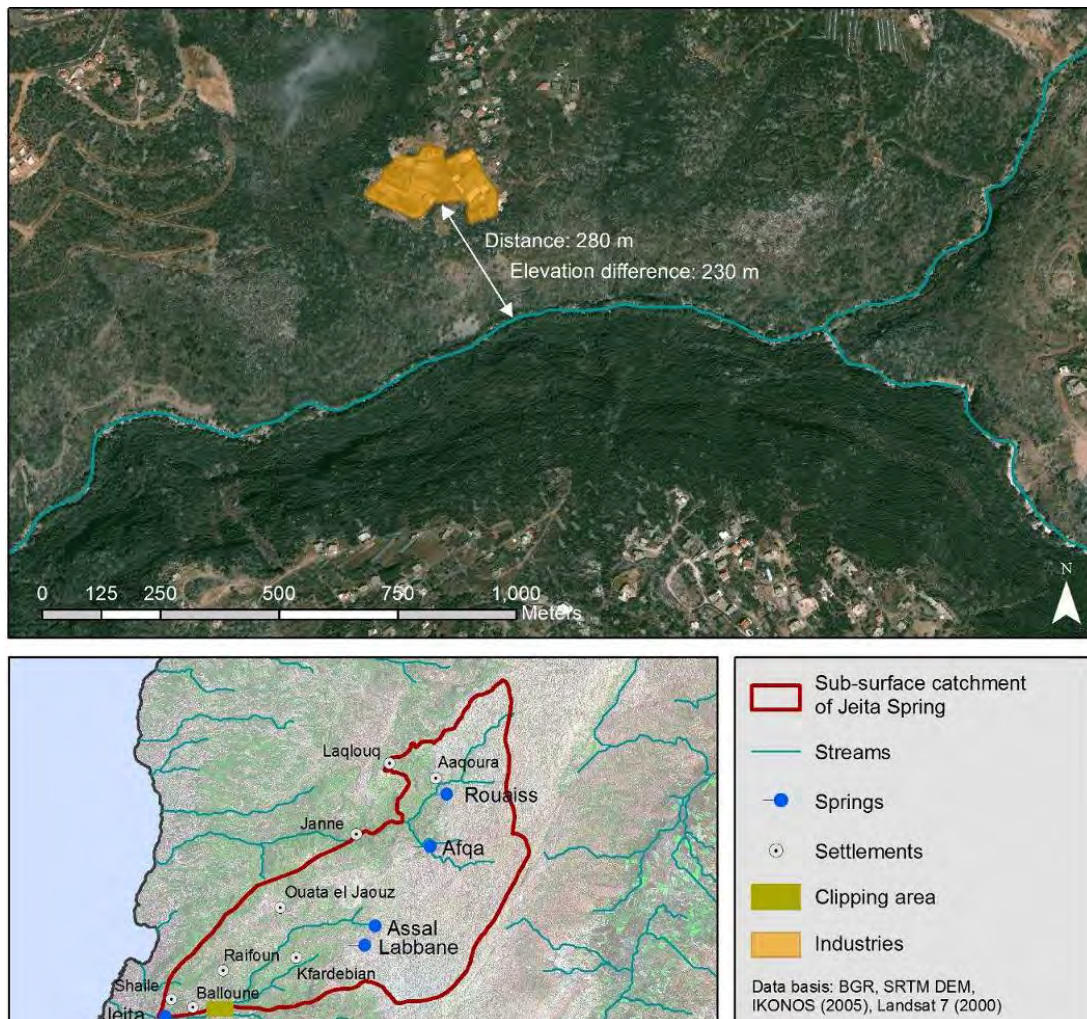 Distance: 280 m
Elevation difference: 230 m
0 125 250 500 750 1,000
Meters
N
Laqlouq
Aaqoura
Rouaiss
Janne
Afqa
Ouata el Jaouz
Assal
Labbane
Raifoun
Kfardebian
Shaile
Balloune
Jeita
Sub-surface catchment
of Jeita Spring
Streams
Springs
Settlements
Clipping area
Industries
Data basis: BGR, SRTM DEM,
IKONOS (2005), Landsat 7 (2000)